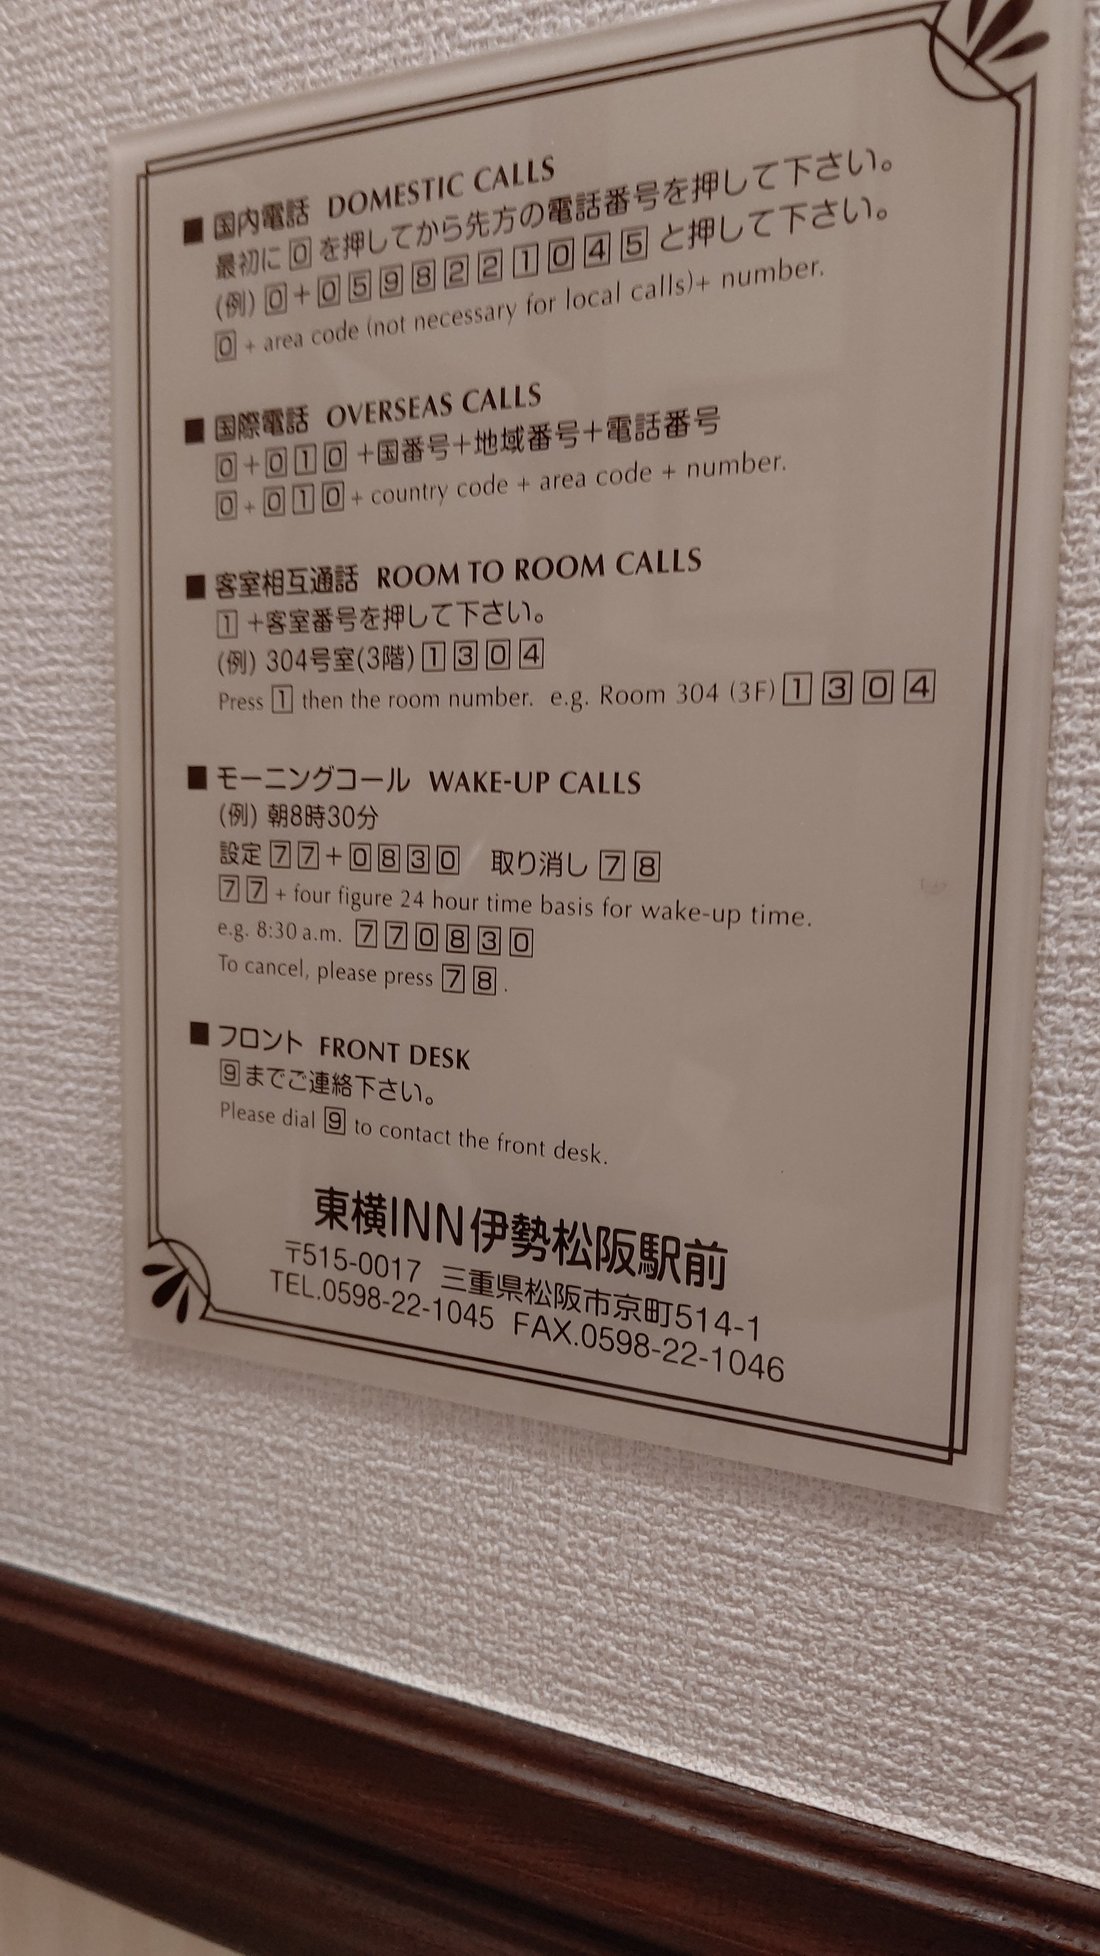 ■ 国内電話 DOMESTIC CALLS
最初に 0 を押してから先方の電話番号を押して下さい。
(例) 0 + 0 5 9 8 2 2 1 0 4 5 と押して下さい。
0 + area code (not necessary for local calls)+ number.
■ 国際電話 OVERSEAS CALLS
0 + 0 1 0 +国番号+地域番号+電話番号
0 + 0 1 0 + country code + area code + number.
■ 客室相互通話 ROOM TO ROOM CALLS
1 +客室番号を押して下さい。
(例) 304号室(3階) 1 3 0 4
Press 1 then the room number. e.g. Room 304 (3F) 1 3 0 4
■ モーニングコール WAKE-UP CALLS
(例) 朝8時30分
設定 7 7 + 0 8 3 0 取り消し 7 8
7 7 + four figure 24 hour time basis for wake-up time.
e.g. 8:30 a.m. 7 7 0 8 3 0
To cancel, please press 7 8 .
■ フロント FRONT DESK
9 までご連絡下さい。
Please dial 9 to contact the front desk.
東横INN伊勢松阪駅前
〒515-0017 三重県松阪市京町514-1
TEL.0598-22-1045 FAX.0598-22-1046